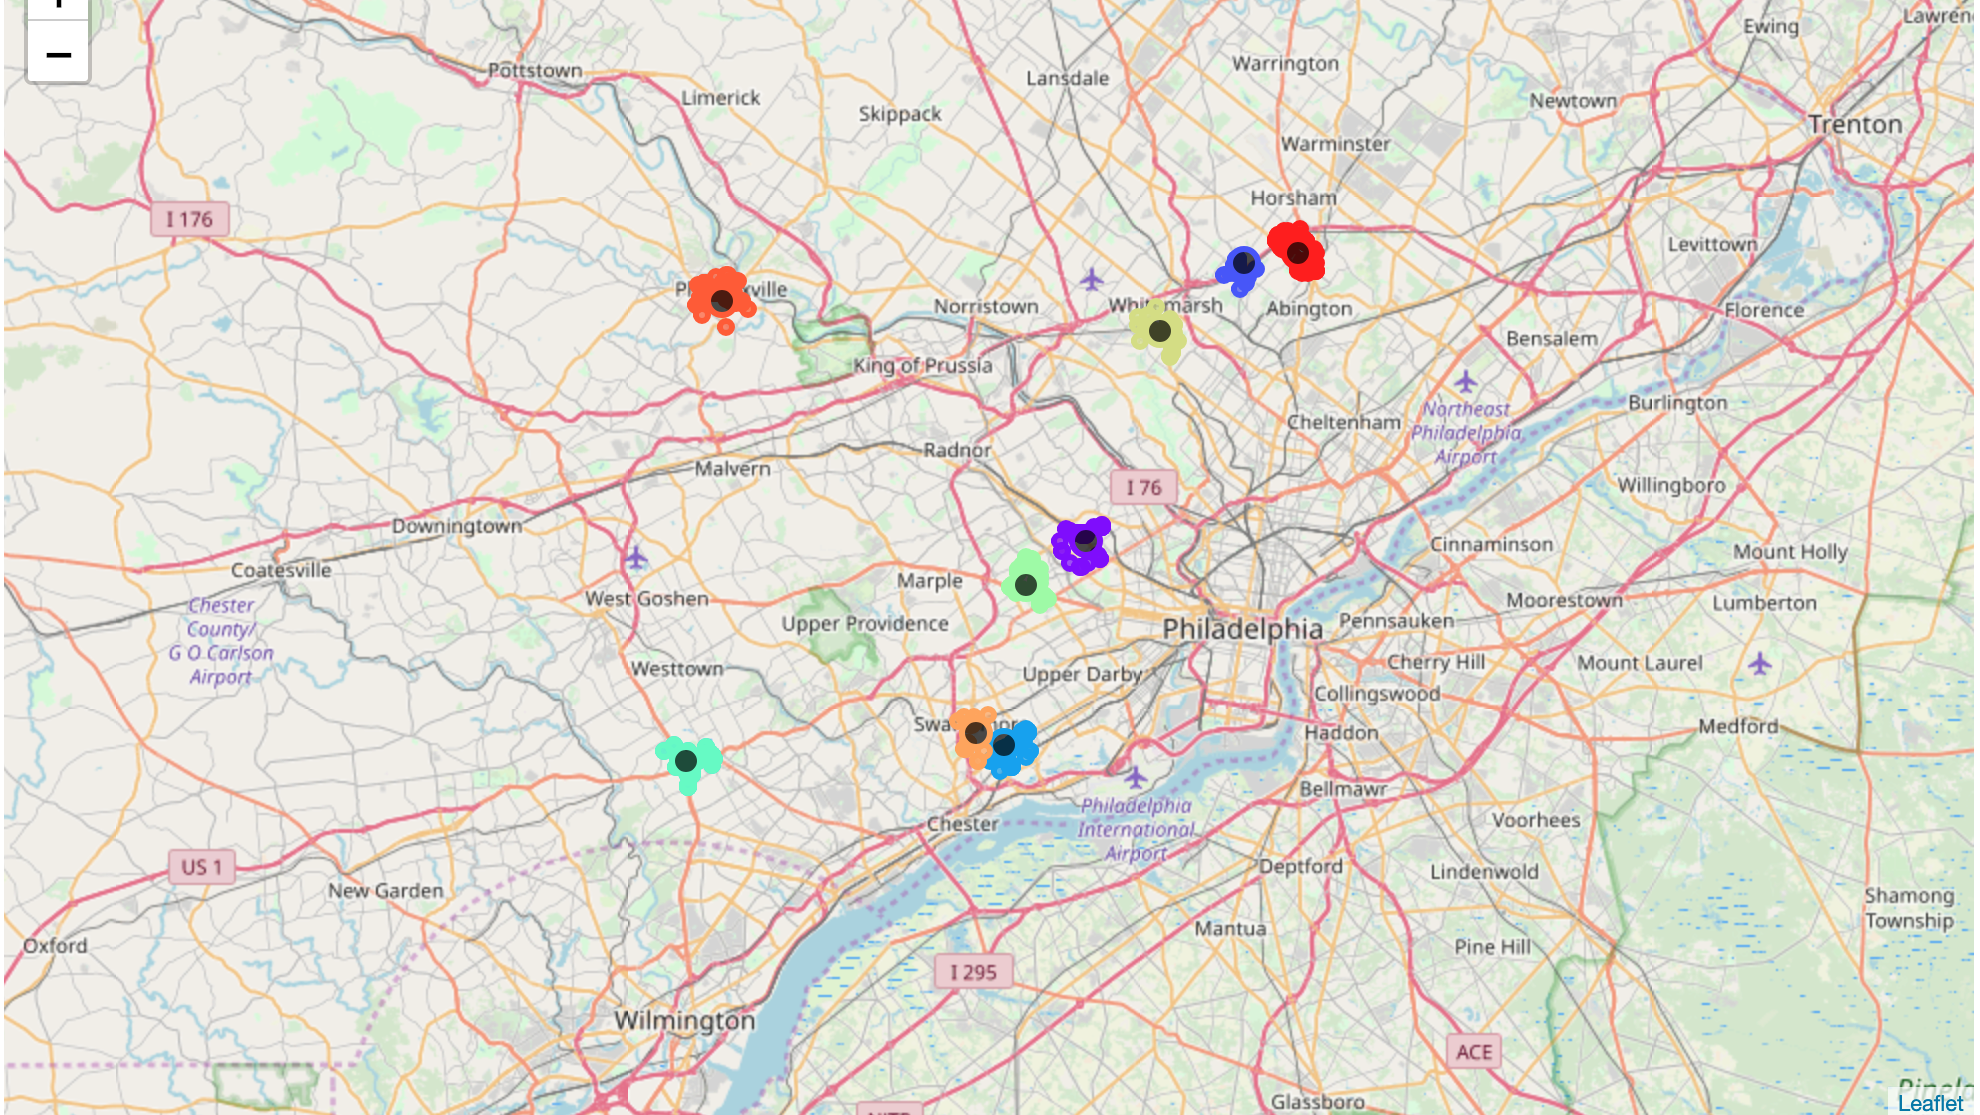 +
−
Pottstown
Limerick
Skippack
Lansdale
Warrington
Ewing
Newtown
Trenton
Warminster
Horsham
I 176
Levittown
Norristown
Abington
Florence
Bensalem
King of Prussia
Burlington
Cheltenham
Northeast
Philadelphia
Airport
Radnor
Malvern
I 76
Willingboro
Downingtown
Cinnaminson
Mount Holly
Coatesville
Marple
West Goshen
Moorestown
Lumberton
Chester
County/
G O Carlson
Airport
Upper Providence
Philadelphia
Pennsauken
Westtown
Upper Darby
Cherry Hill
Mount Laurel
Collingswood
Medford
Haddon
Bellmawr
Philadelphia
International
Airport
Chester
Voorhees
US 1
Deptford
Lindenwold
New Garden
Shamong
Township
Oxford
Mantua
Pine Hill
I 295
Wilmington
ACE
Glassboro
Leaflet